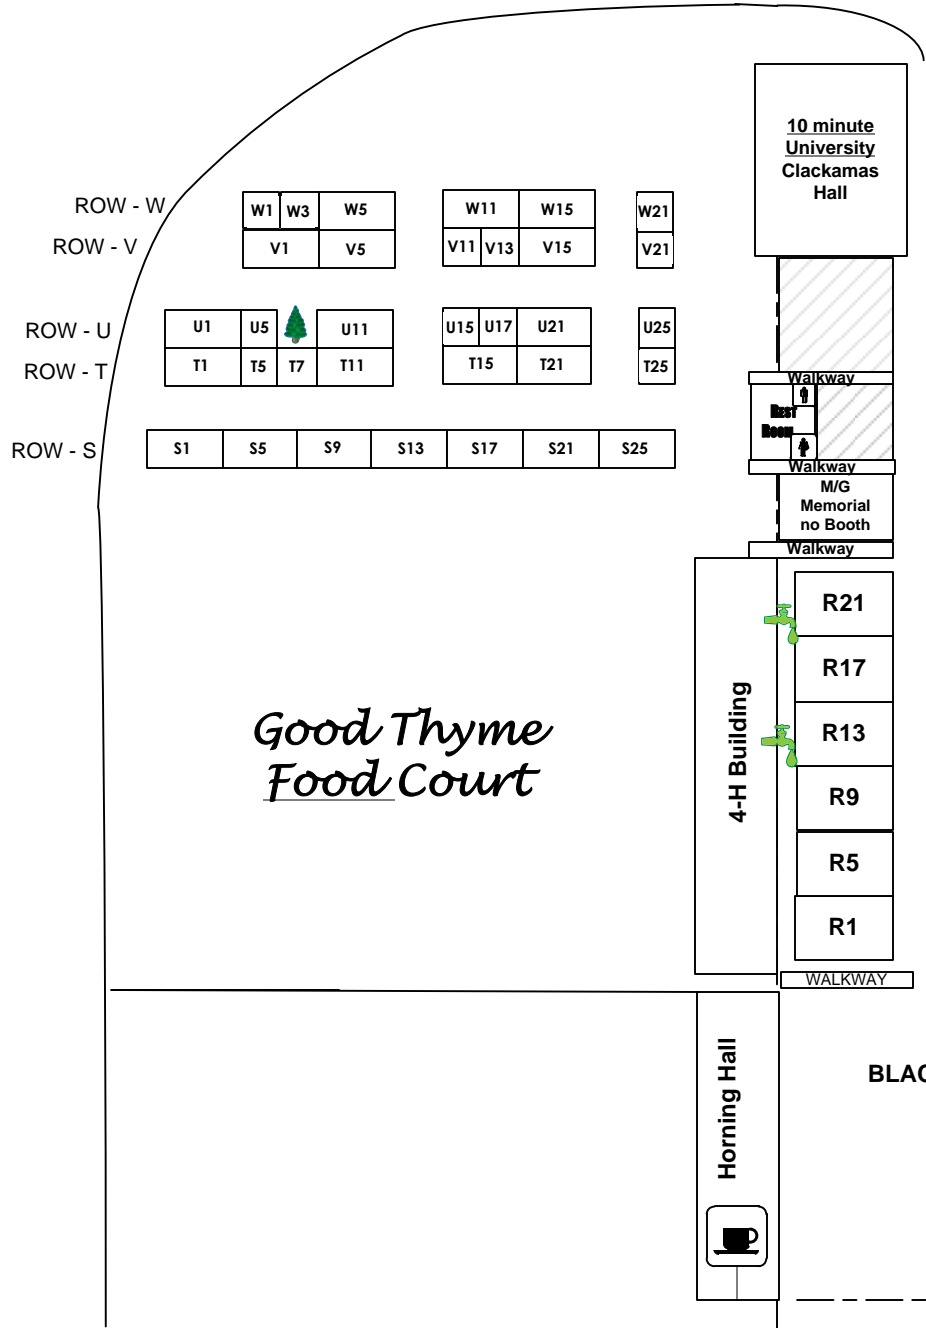 10 minute
University
Clackamas
Hall
ROW - W
W1 W3 W5 W11 W15 W21
ROW - V
V1 V5 V11 V13 V15 V21
ROW - U
U1 U5 U11 U15 U17 U21 U25
ROW - T
T1 T5 T7 T11 T15 T21 T25
Walkway
REST
ROOM
ROW - S
S1 S5 S9 S13 S17 S21 S25
Walkway
M/G
Memorial
no Booth
Walkway
R21
R17
R13
R9
R5
R1
4-H Building
Good Thyme
Food Court
WALKWAY
Horning Hall
BLAC